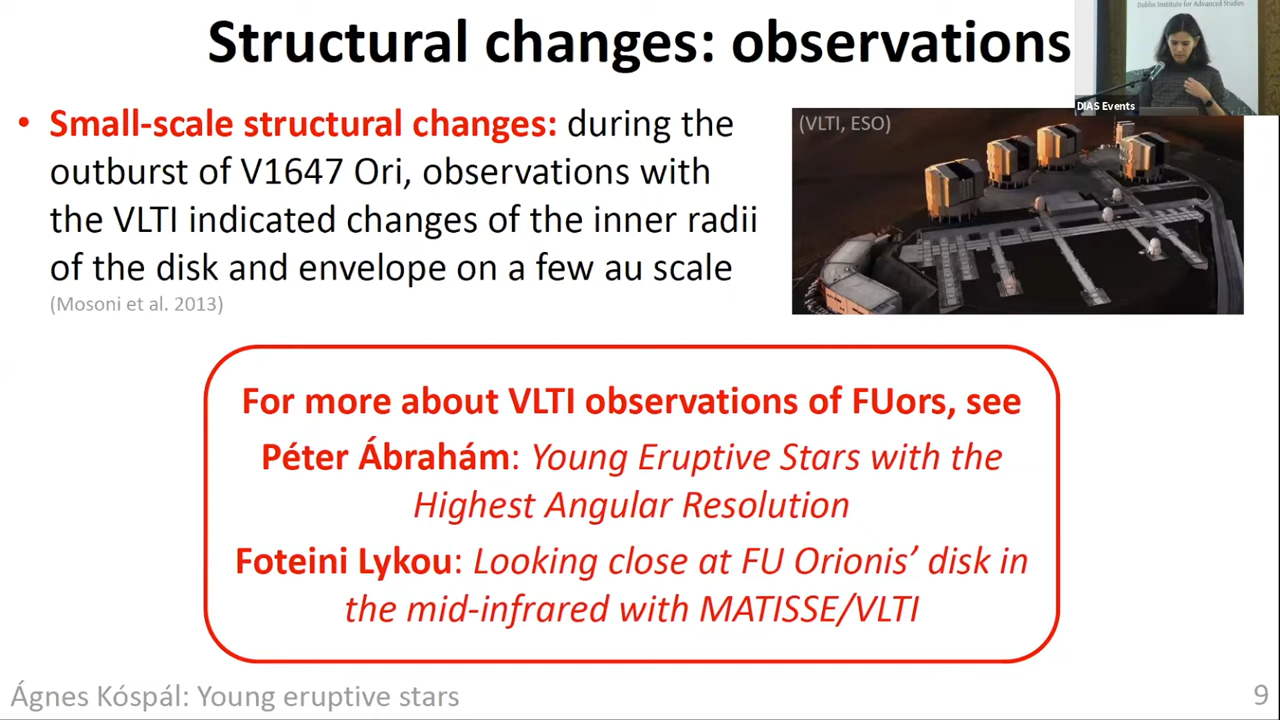 Structural changes: observations
Dublin Institute for Advanced Studies
DIAS Events
• Small-scale structural changes: during the
outburst of V1647 Ori, observations with
the VLTI indicated changes of the inner radii
of the disk and envelope on a few au scale
(Mosoni et al. 2013)
(VLTI, ESO)
For more about VLTI observations of FUors, see
Péter Ábrahám: Young Eruptive Stars with the
Highest Angular Resolution
Foteini Lykou: Looking close at FU Orionis’ disk in
the mid-infrared with MATISSE/VLTI
Ágnes Kóspál: Young eruptive stars
9